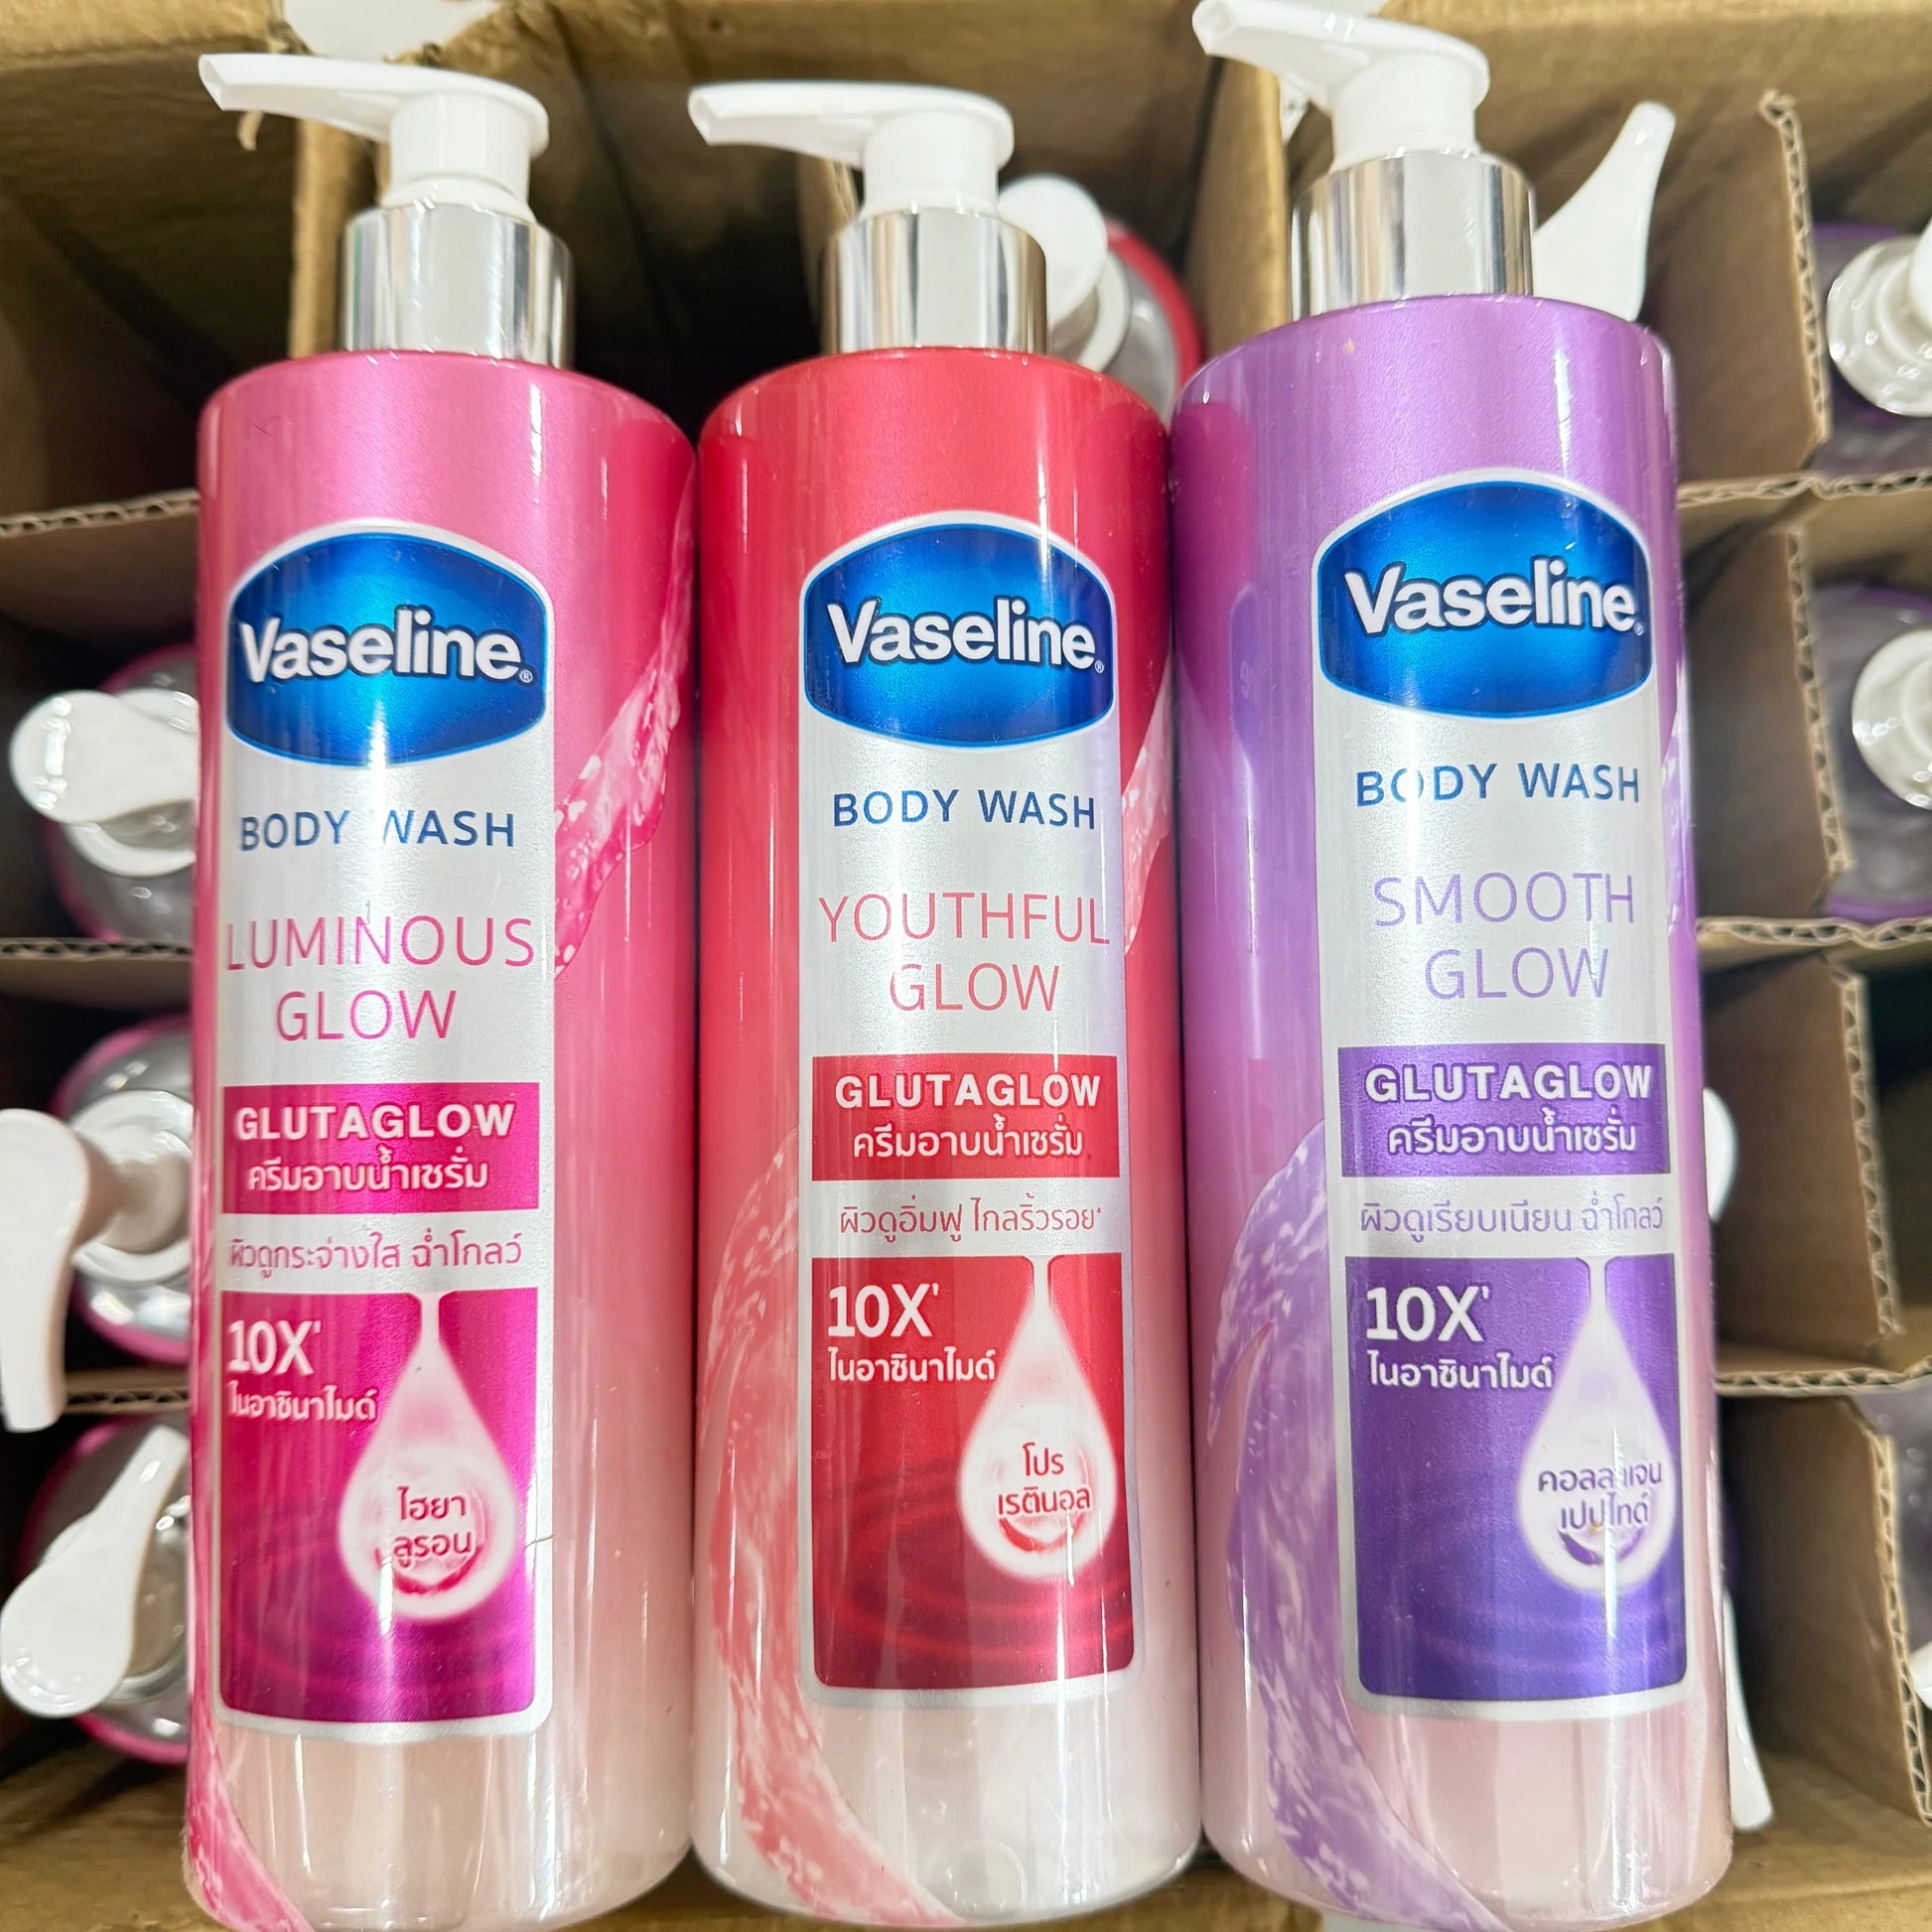 Vaseline®
BODY WASH
LUMINOUS
GLOW
GLUTAGLOW
ครีมอาบน้ำเซรั่ม
ผิวดูกระจ่างใส ฉ่ำโกลว์
10X'
ไนอาซินาไมด์
ไฮยา
ลูรอน
Vaseline®
BODY WASH
YOUTHFUL
GLOW
GLUTAGLOW
ครีมอาบน้ำเซรั่ม
ผิวดูอิ่มฟู ไกลริ้วรอย*
10X'
ไนอาซินาไมด์
โปร
เรตินอล
Vaseline®
BODY WASH
SMOOTH
GLOW
GLUTAGLOW
ครีมอาบน้ำเซรั่ม
ผิวดูเรียบเนียน ฉ่ำโกลว์
10X'
ไนอาซินาไมด์
คอลลาเจน
เปปไทด์